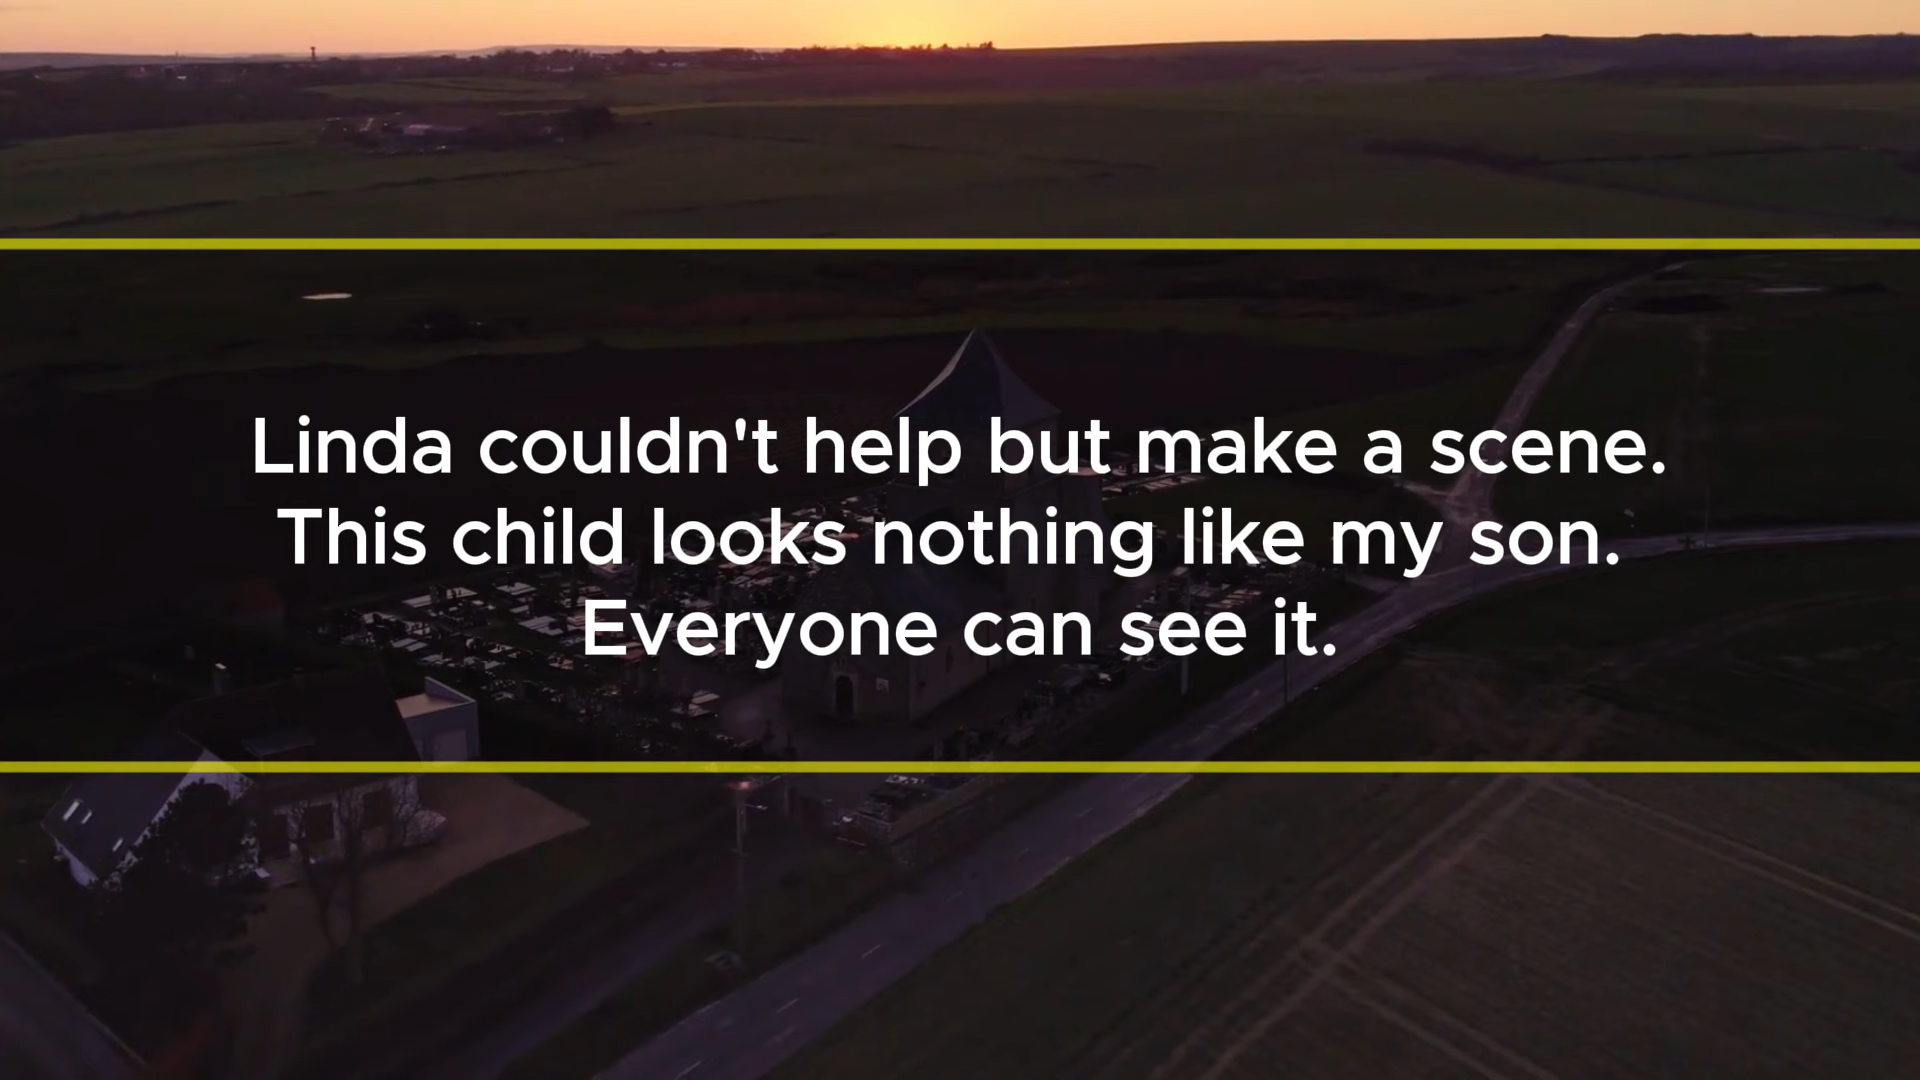 Linda couldn't help but make a scene.
This child looks nothing like my son.
Everyone can see it.